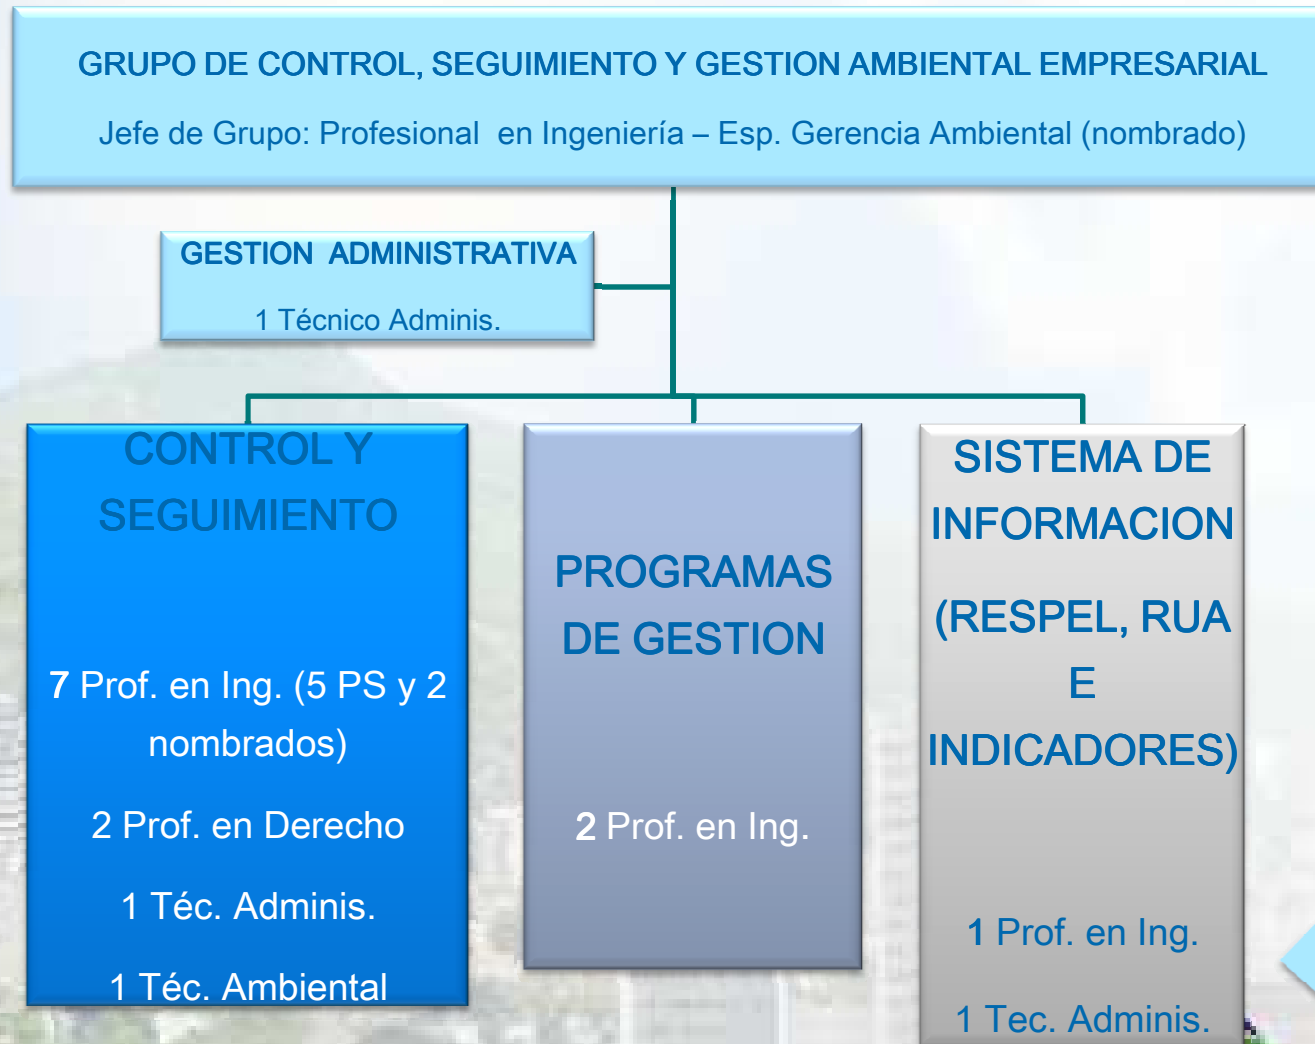 GRUPO DE CONTROL, SEGUIMIENTO Y GESTION AMBIENTAL EMPRESARIAL
Jefe de Grupo: Profesional en Ingeniería – Esp. Gerencia Ambiental (nombrado)
GESTION ADMINISTRATIVA
1 Técnico Adminis.
CONTROL Y
SEGUIMIENTO
7 Prof. en Ing. (5 PS y 2
nombrados)
2 Prof. en Derecho
1 Téc. Adminis.
1 Téc. Ambiental
PROGRAMAS
DE GESTION
2 Prof. en Ing.
SISTEMA DE
INFORMACION
(RESPEL, RUA
E
INDICADORES)
1 Prof. en Ing.
1 Tec. Adminis.